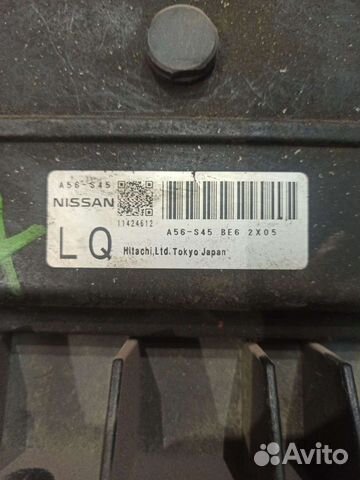 A56-S45
NISSAN
11424612
LQ
A56-S45 BE6 2X05
Hitachi,Ltd.Tokyo Japan
Avito